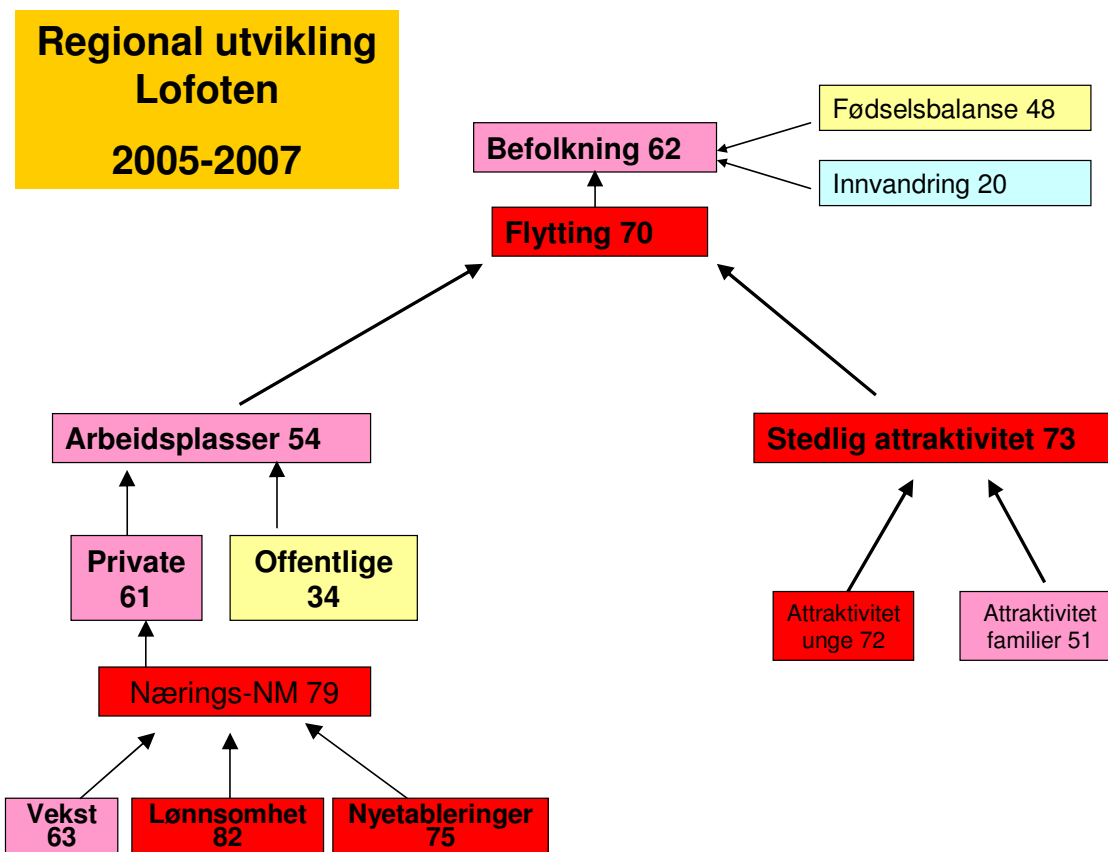 Regional utvikling
Lofoten
2005-2007
Fødselsbalanse 48
Befolkning 62
Innvandring 20
Flytting 70
Arbeidsplasser 54
Stedlig attraktivitet 73
Private
61
Offentlige
34
Attraktivitet
unge 72
Attraktivitet
familier 51
Nærings-NM 79
Vekst
63
Lønnsomhet
82
Nyetableringer
75